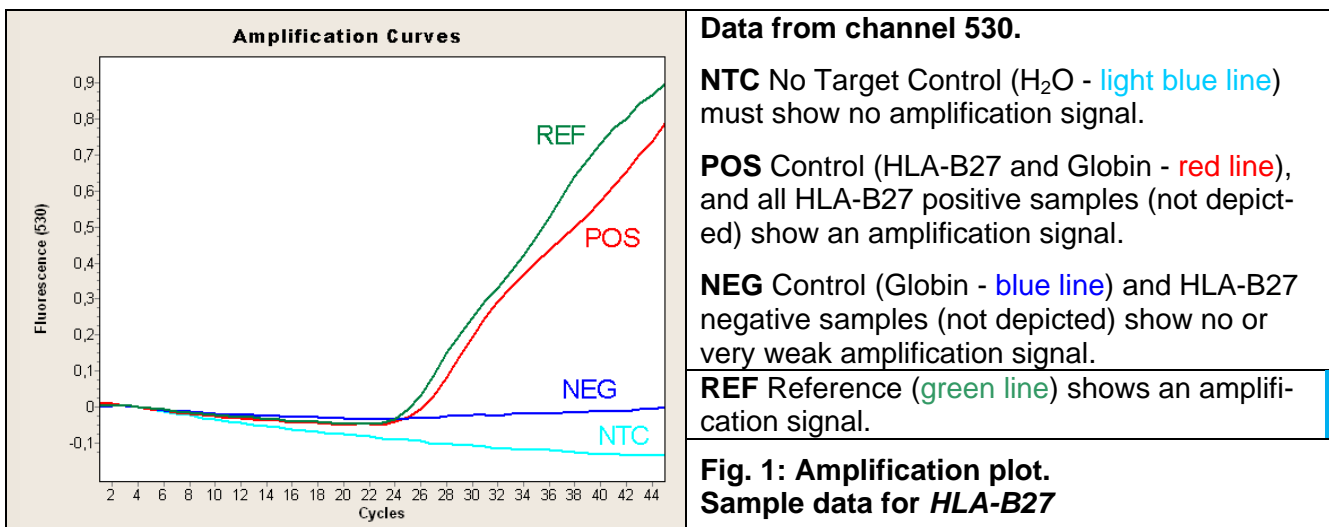 Amplification Curves
0,9
0,8
0,7
0,6
0,5
0,4
0,3
0,2
0,1
0
-0,1
Fluorescence (530)
REF
POS
NEG
NTC
2 4 6 8 10 12 14 16 18 20 22 24 26 28 30 32 34 36 38 40 42 44
Cycles
Data from channel 530.
NTC No Target Control (H₂O - light blue line)
must show no amplification signal.
POS Control (HLA-B27 and Globin - red line),
and all HLA-B27 positive samples (not depict-
ed) show an amplification signal.
NEG Control (Globin - blue line) and HLA-B27
negative samples (not depicted) show no or
very weak amplification signal.
REF Reference (green line) shows an amplifi-
cation signal.
Fig. 1: Amplification plot.
Sample data for HLA-B27